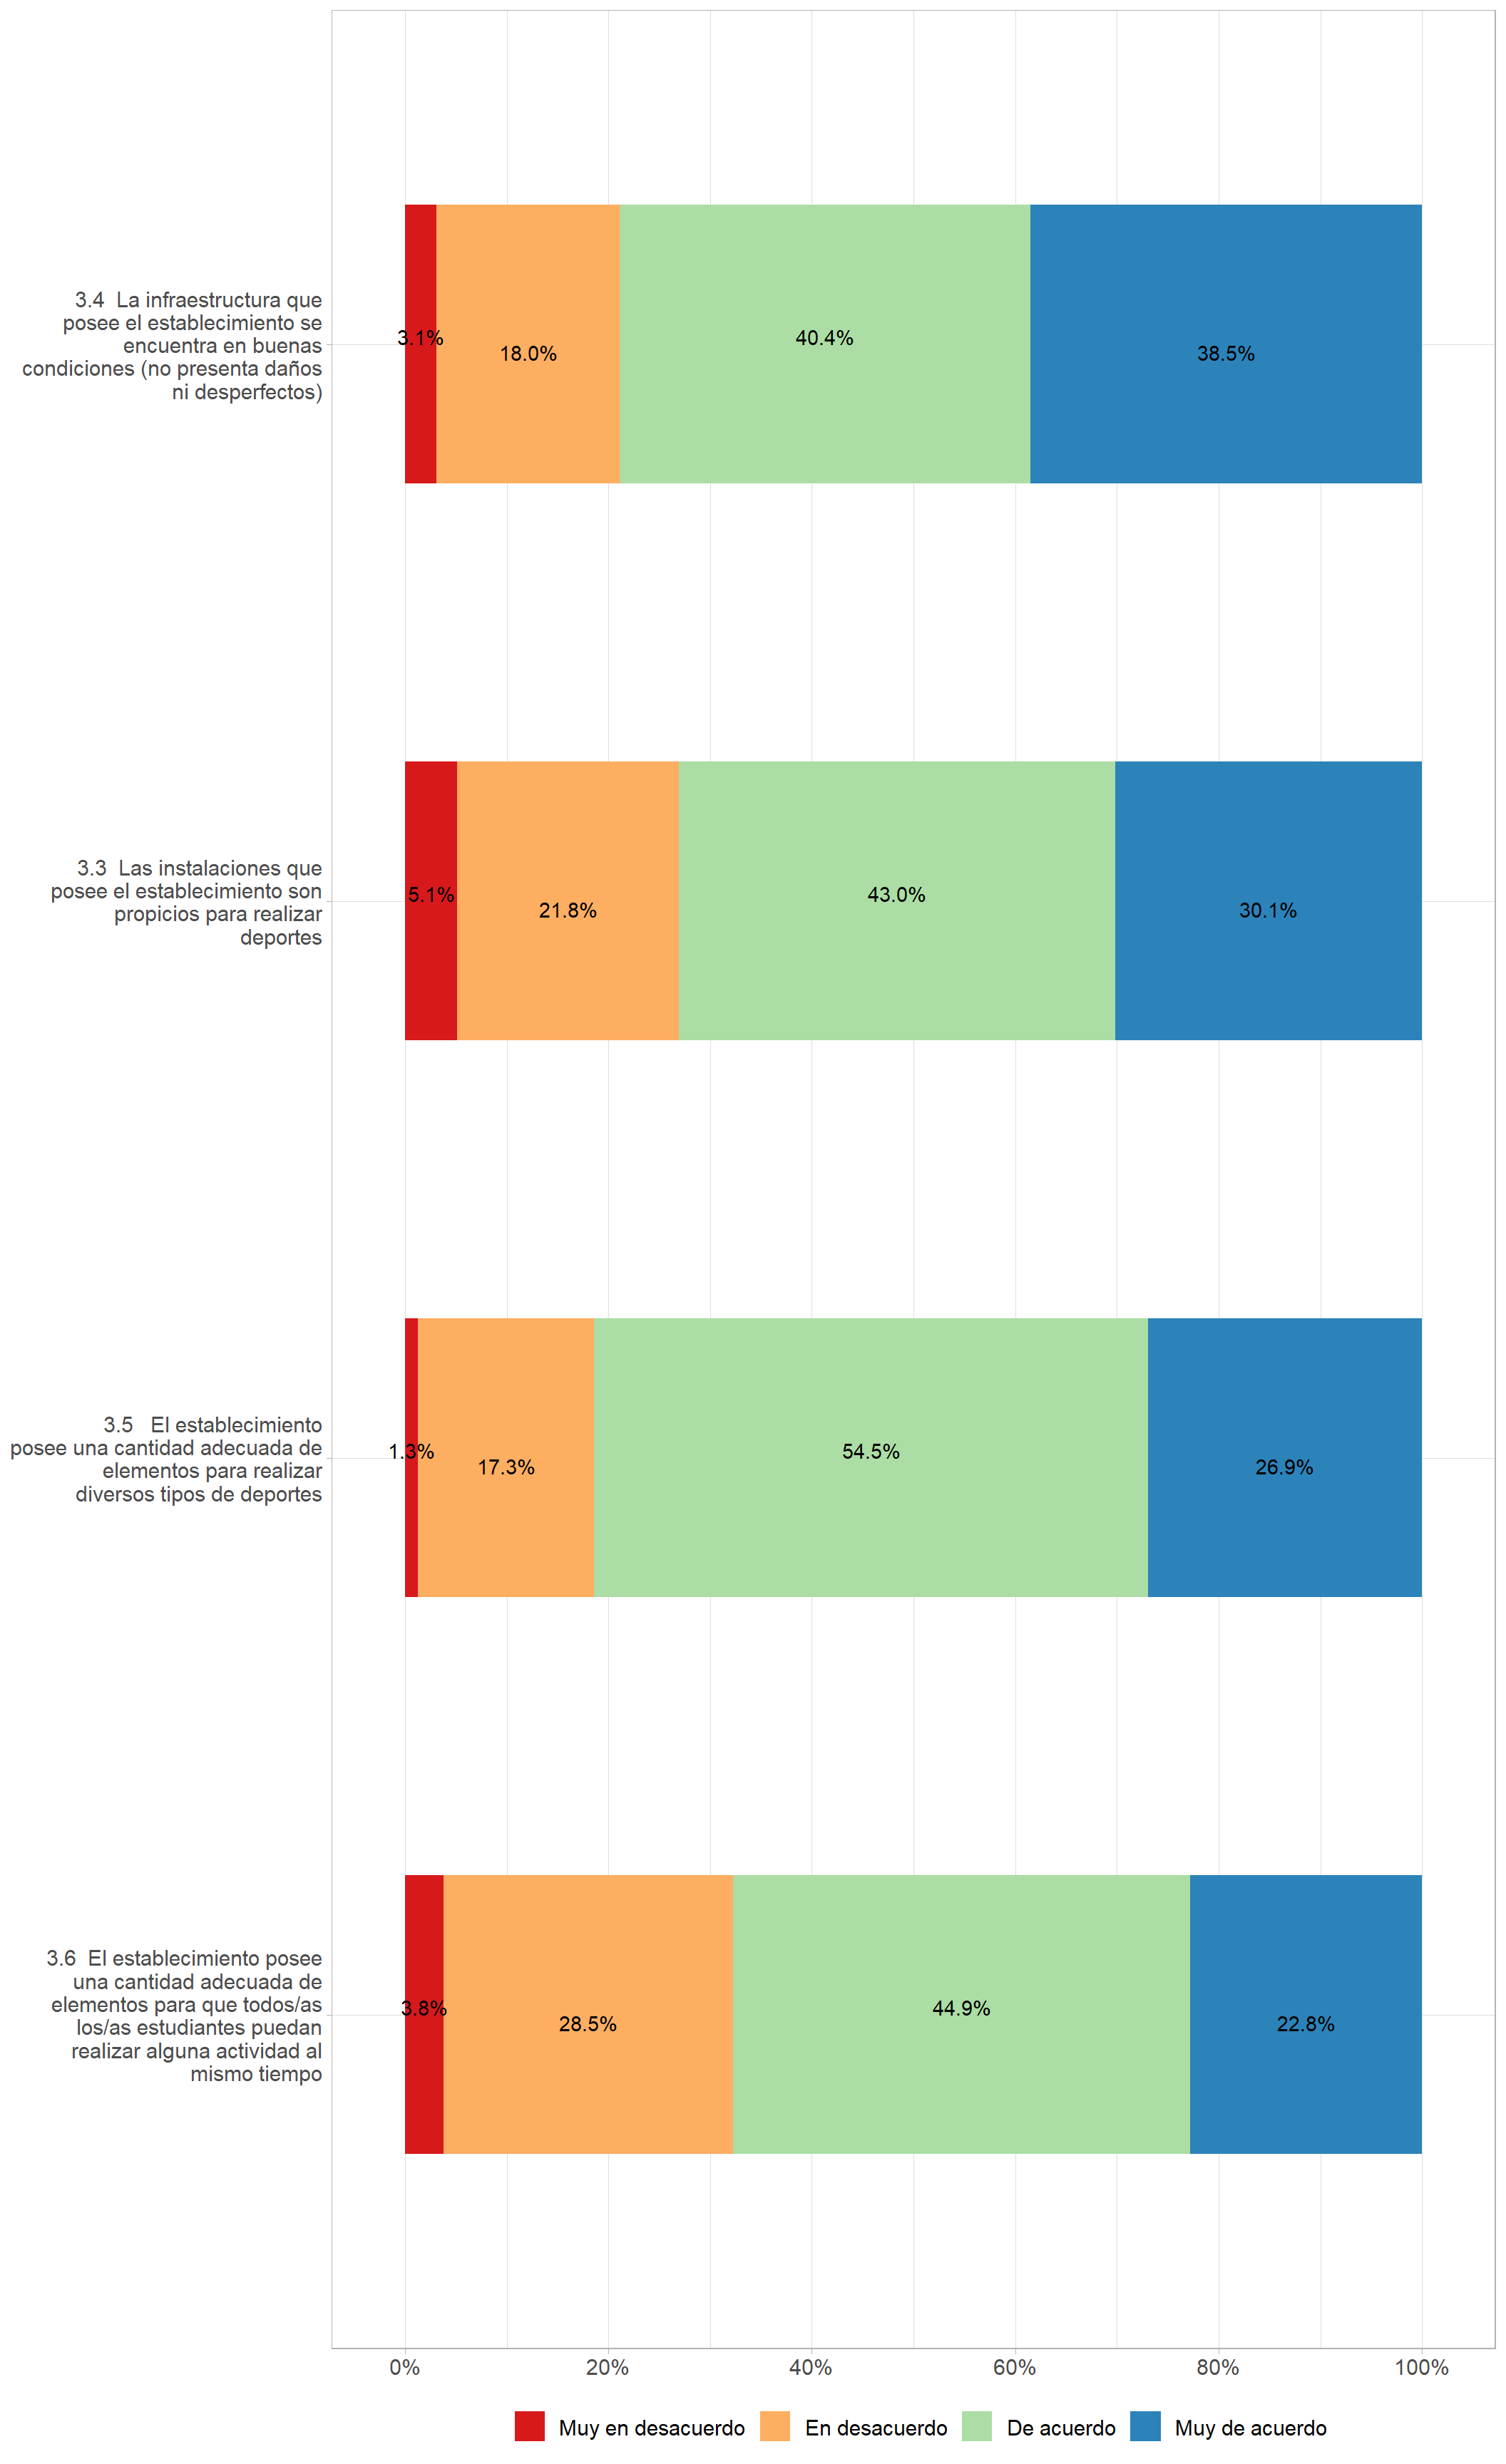 3.4  La infraestructura que
posee el establecimiento se
encuentra en buenas
condiciones (no presenta daños
ni desperfectos)
3.1%
18.0%
40.4%
38.5%
3.3  Las instalaciones que
posee el establecimiento son
propicios para realizar
deportes
5.1%
21.8%
43.0%
30.1%
3.5   El establecimiento
posee una cantidad adecuada de
elementos para realizar
diversos tipos de deportes
1.3%
17.3%
54.5%
26.9%
3.6  El establecimiento posee
una cantidad adecuada de
elementos para que todos/as
los/as estudiantes puedan
realizar alguna actividad al
mismo tiempo
3.8%
28.5%
44.9%
22.8%
0% 20% 40% 60% 80% 100%
Muy en desacuerdo En desacuerdo De acuerdo Muy de acuerdo